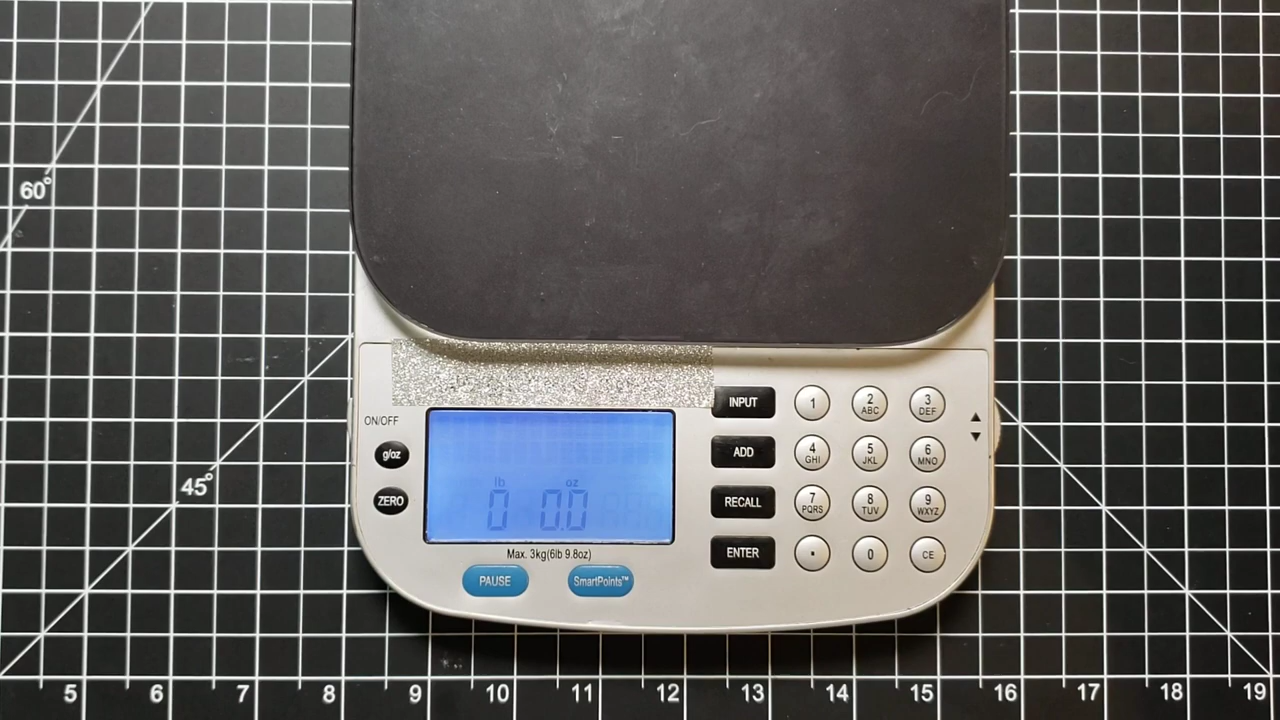 60°
45°
ON/OFF
g/oz
ZERO
lb oz
0 0.0
Max. 3kg(6lb 9.8oz)
PAUSE SmartPoints™
INPUT 1 2 ABC 3 DEF
ADD 4 GHI 5 JKL 6 MNO
RECALL 7 PQRS 8 TUV 9 WXYZ
ENTER . 0 CE
5 6 7 8 9 10 11 12 13 14 15 16 17 18 19